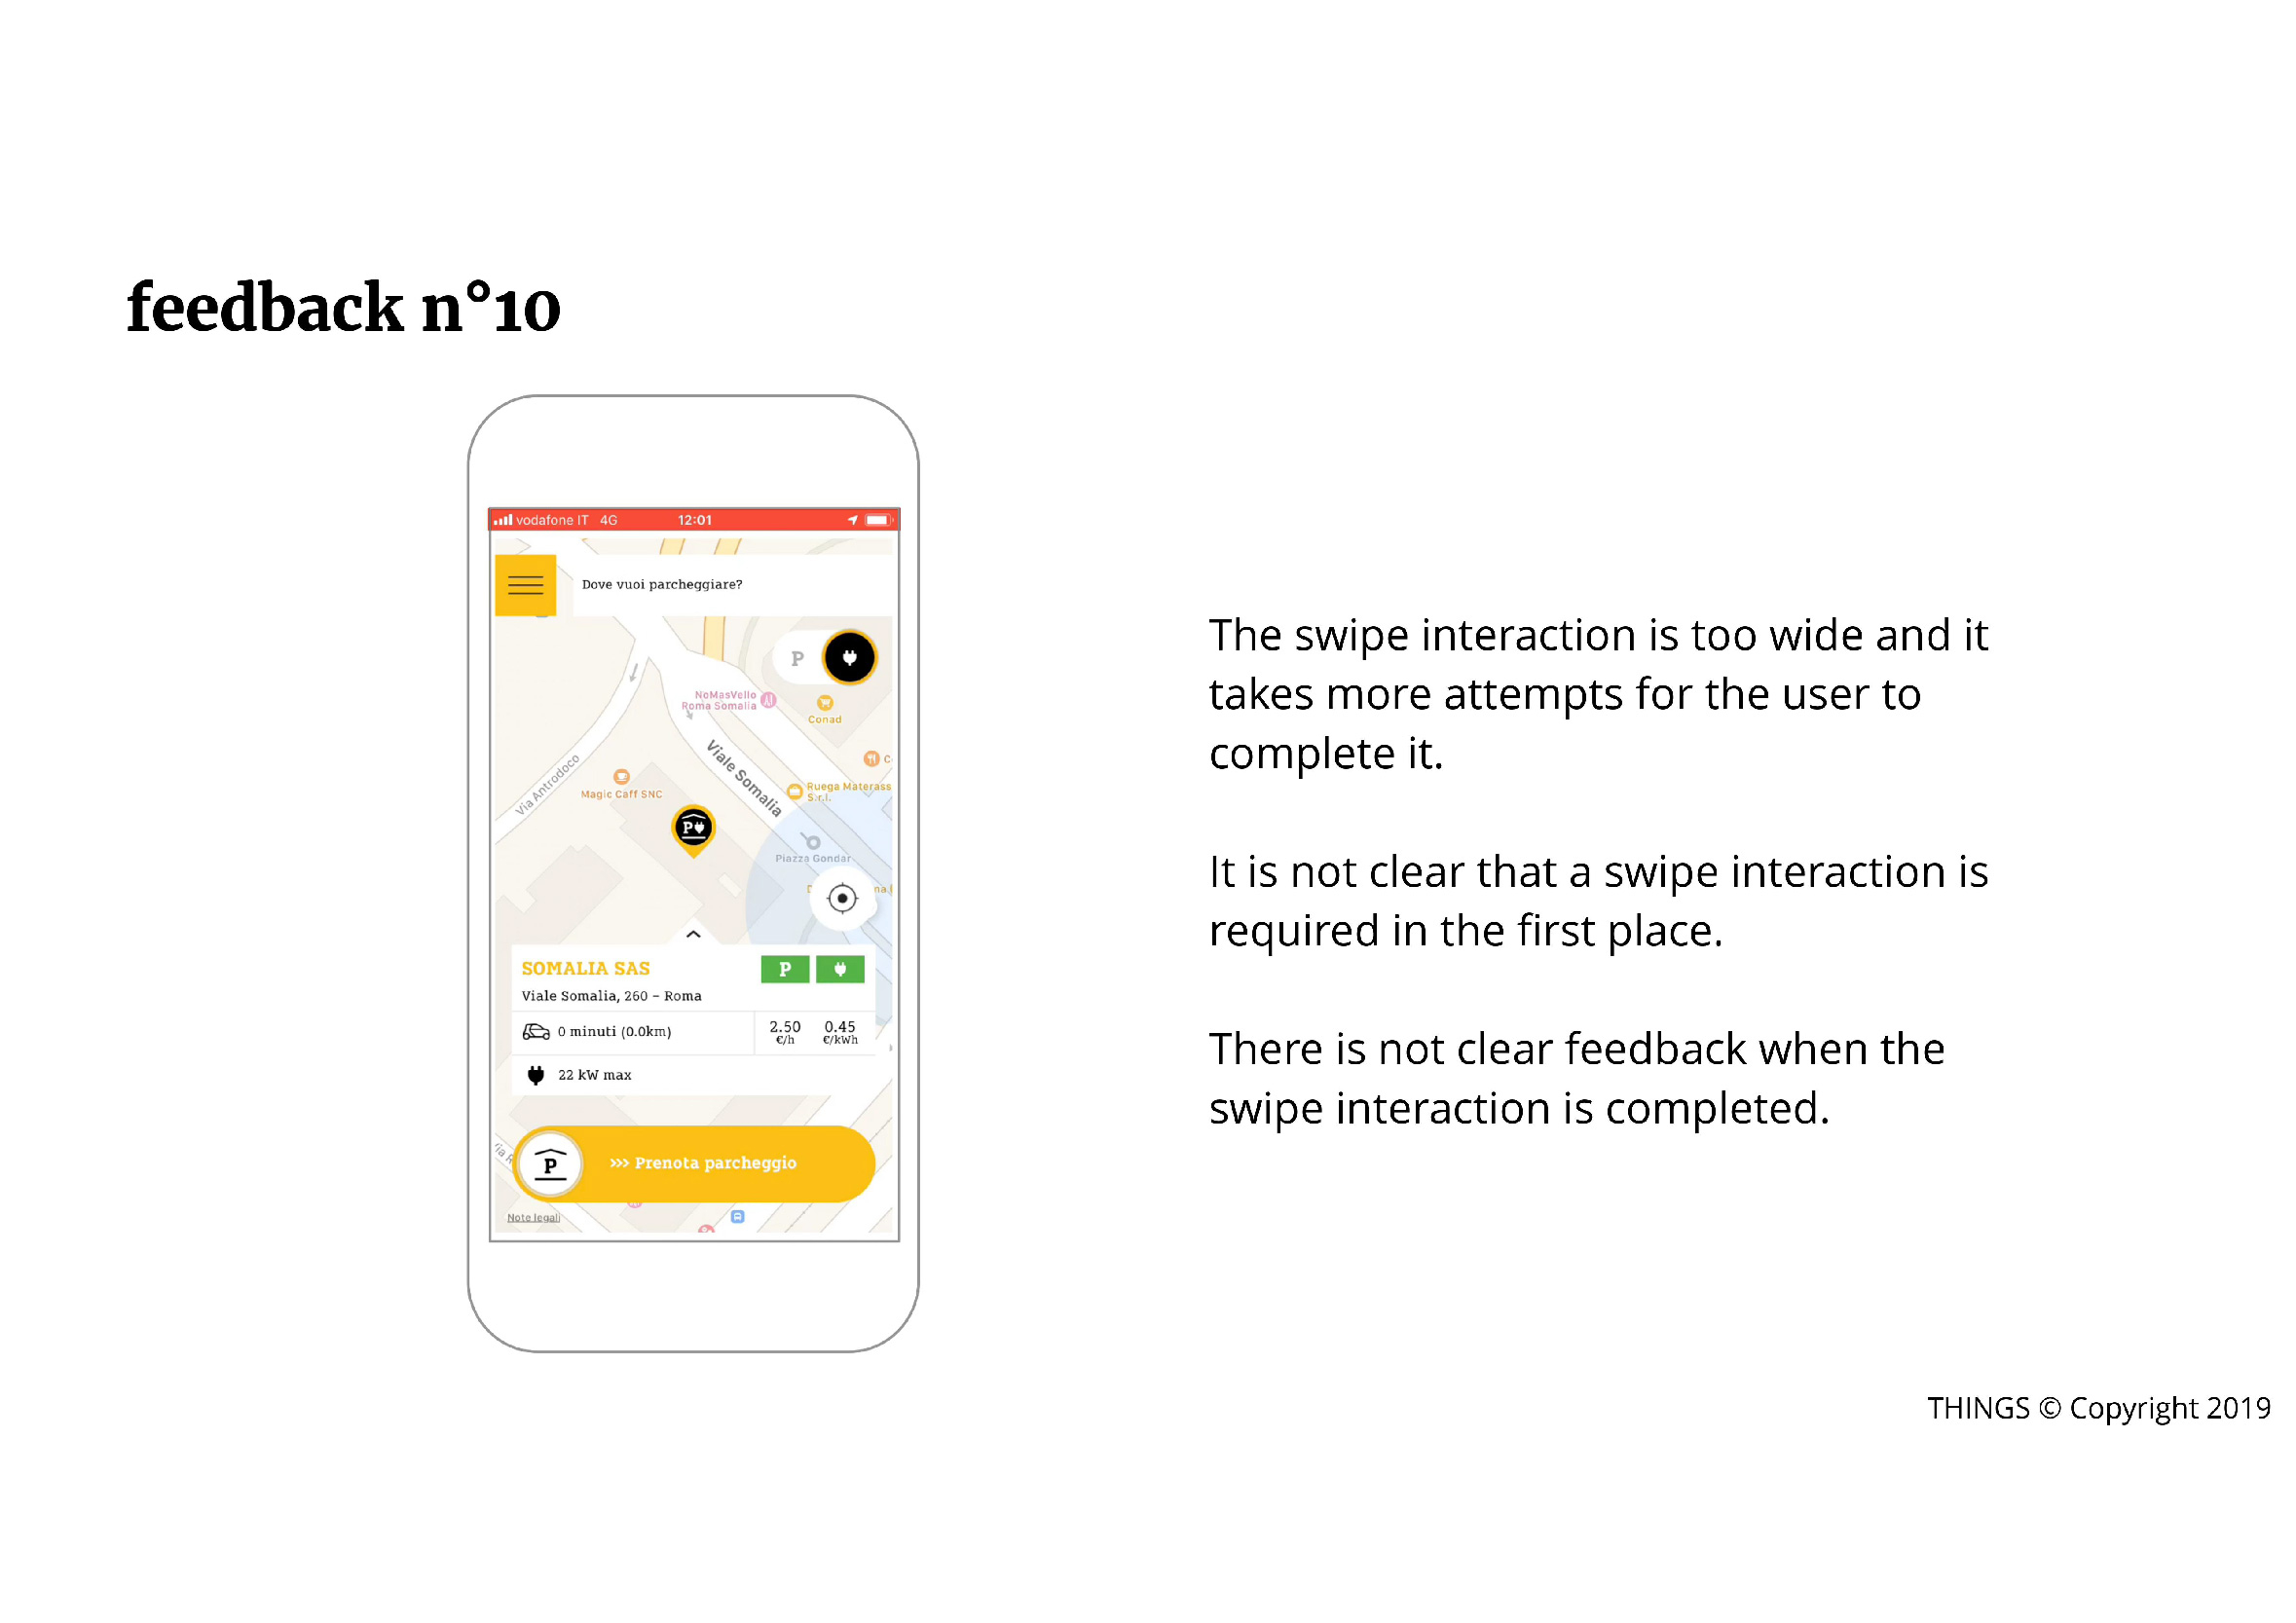 feedback n°10
vodafone IT 4G 12:01
Dove vuoi parcheggiare?
P
NoMasVello
Roma Somalia
Conad
Viale Somalia
Via Antrodoco
Magic Caff SNC
Ruega Materass
S.r.l.
P
Piazza Gondar
SOMALIA SAS
P
Viale Somalia, 260 – Roma
0 minuti (0.0km)
2.50 0.45
€/h €/kWh
22 kW max
P
>>> Prenota parcheggio
Note legali
The swipe interaction is too wide and it
takes more attempts for the user to
complete it.
It is not clear that a swipe interaction is
required in the first place.
There is not clear feedback when the
swipe interaction is completed.
THINGS © Copyright 2019